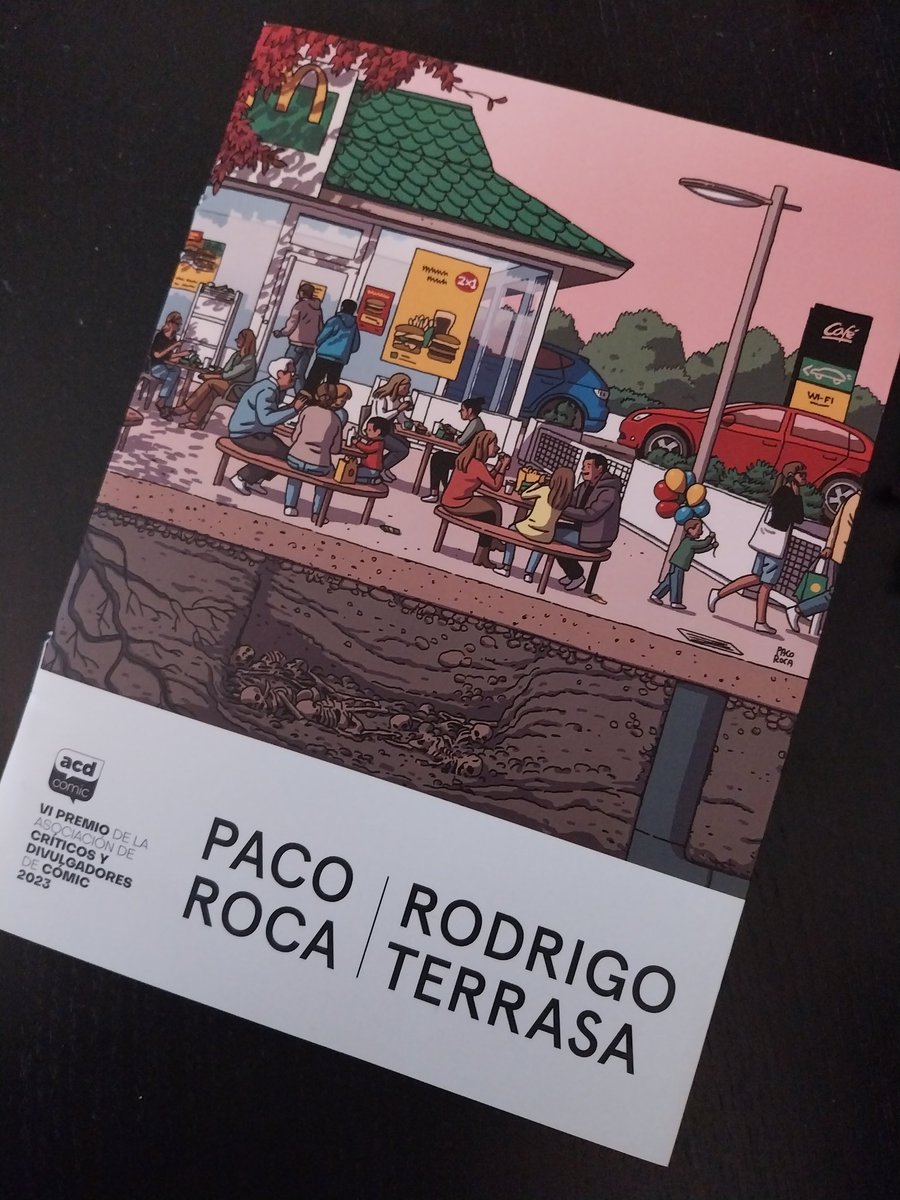 2x1
Café
WI-FI
PACO
ROCA
acd
cómic
VI PREMIO DE LA
ASOCIACIÓN DE
CRÍTICOS Y
DIVULGADORES
DE CÓMIC
2023
PACO
ROCA
RODRIGO
TERRASA